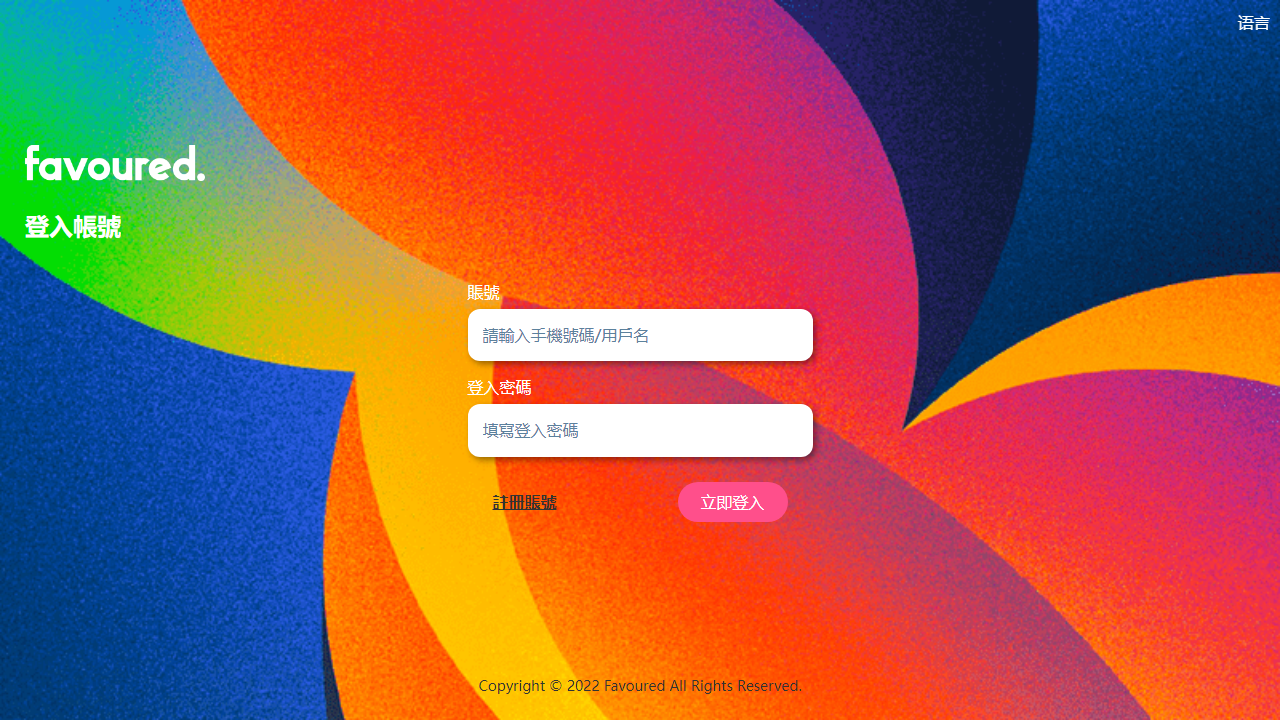 语言
favoured.
登入帳號
賬號
請輸入手機號碼/用戶名
登入密碼
填寫登入密碼
註冊賬號
立即登入
Copyright © 2022 Favoured All Rights Reserved.